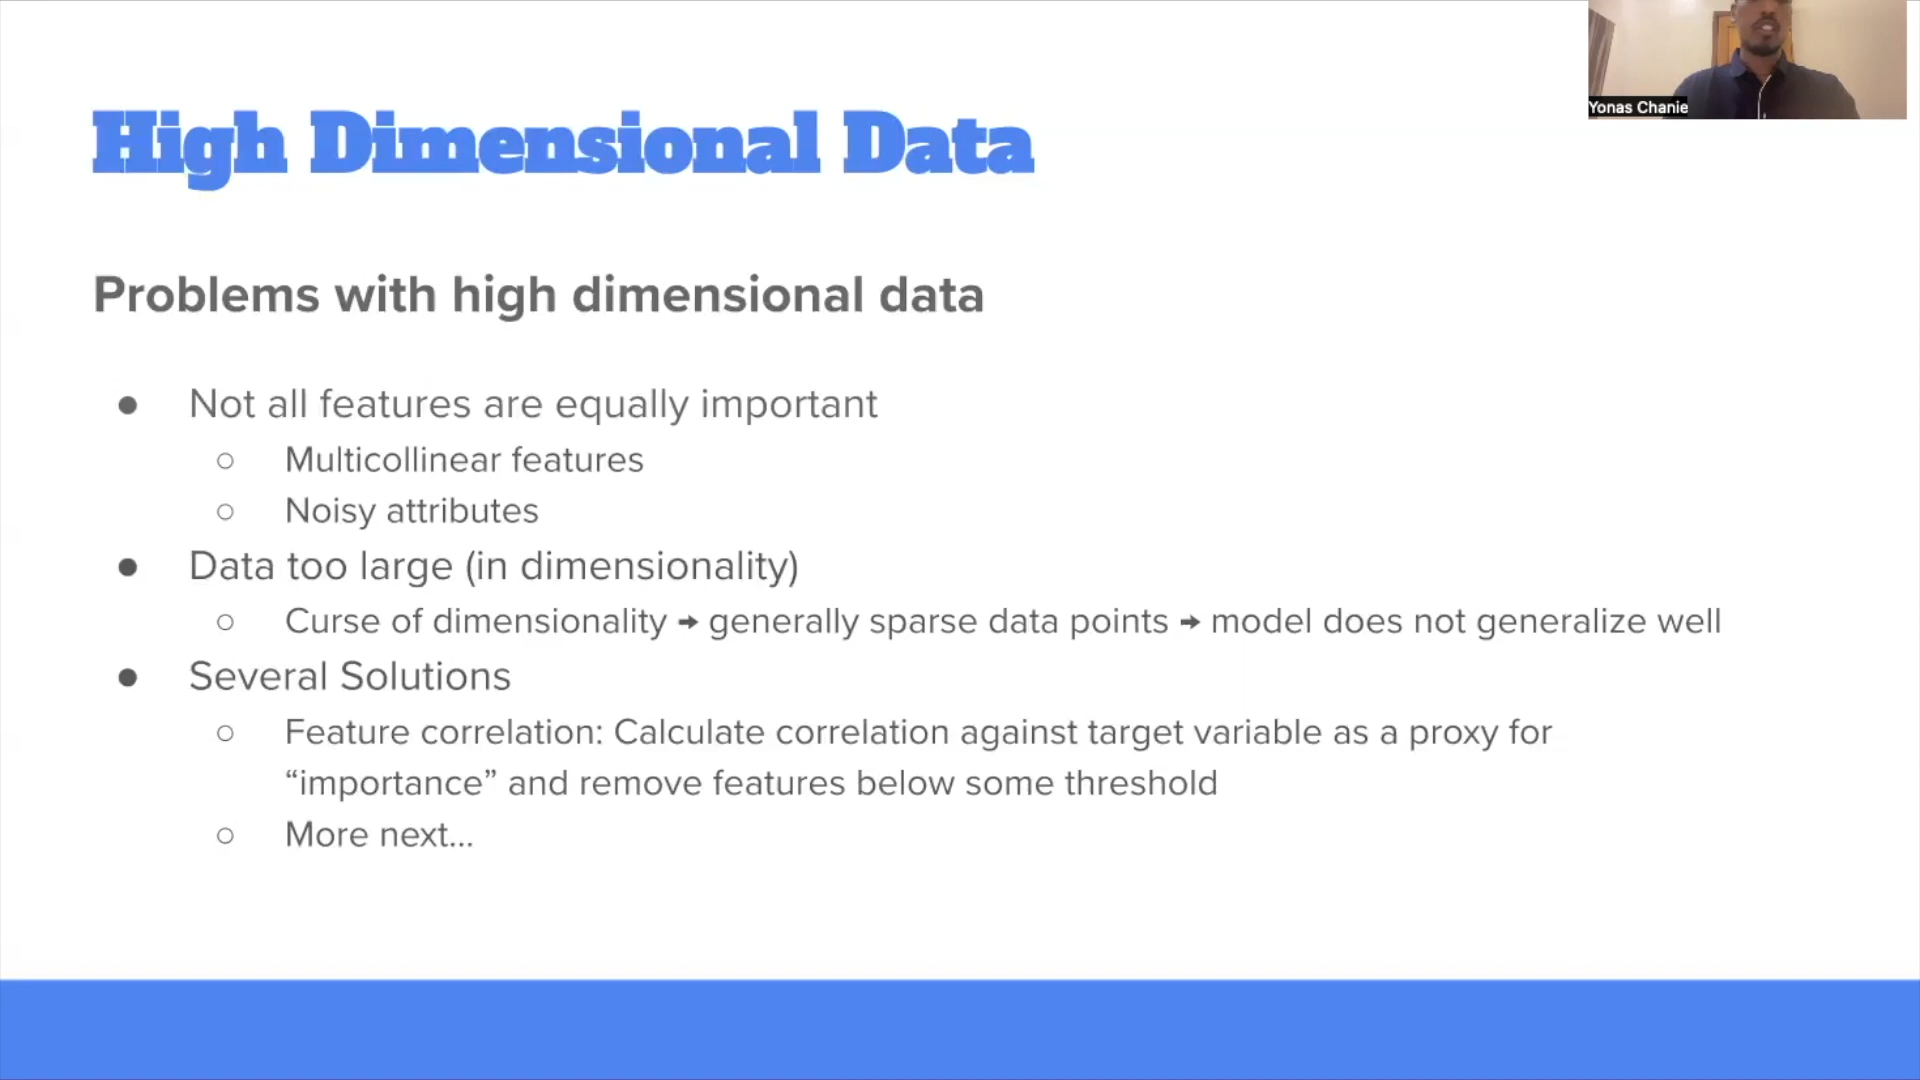 Yonas Chanie
High Dimensional Data
Problems with high dimensional data
● Not all features are equally important
○ Multicollinear features
○ Noisy attributes
● Data too large (in dimensionality)
○ Curse of dimensionality → generally sparse data points → model does not generalize well
● Several Solutions
○ Feature correlation: Calculate correlation against target variable as a proxy for
“importance” and remove features below some threshold
○ More next...